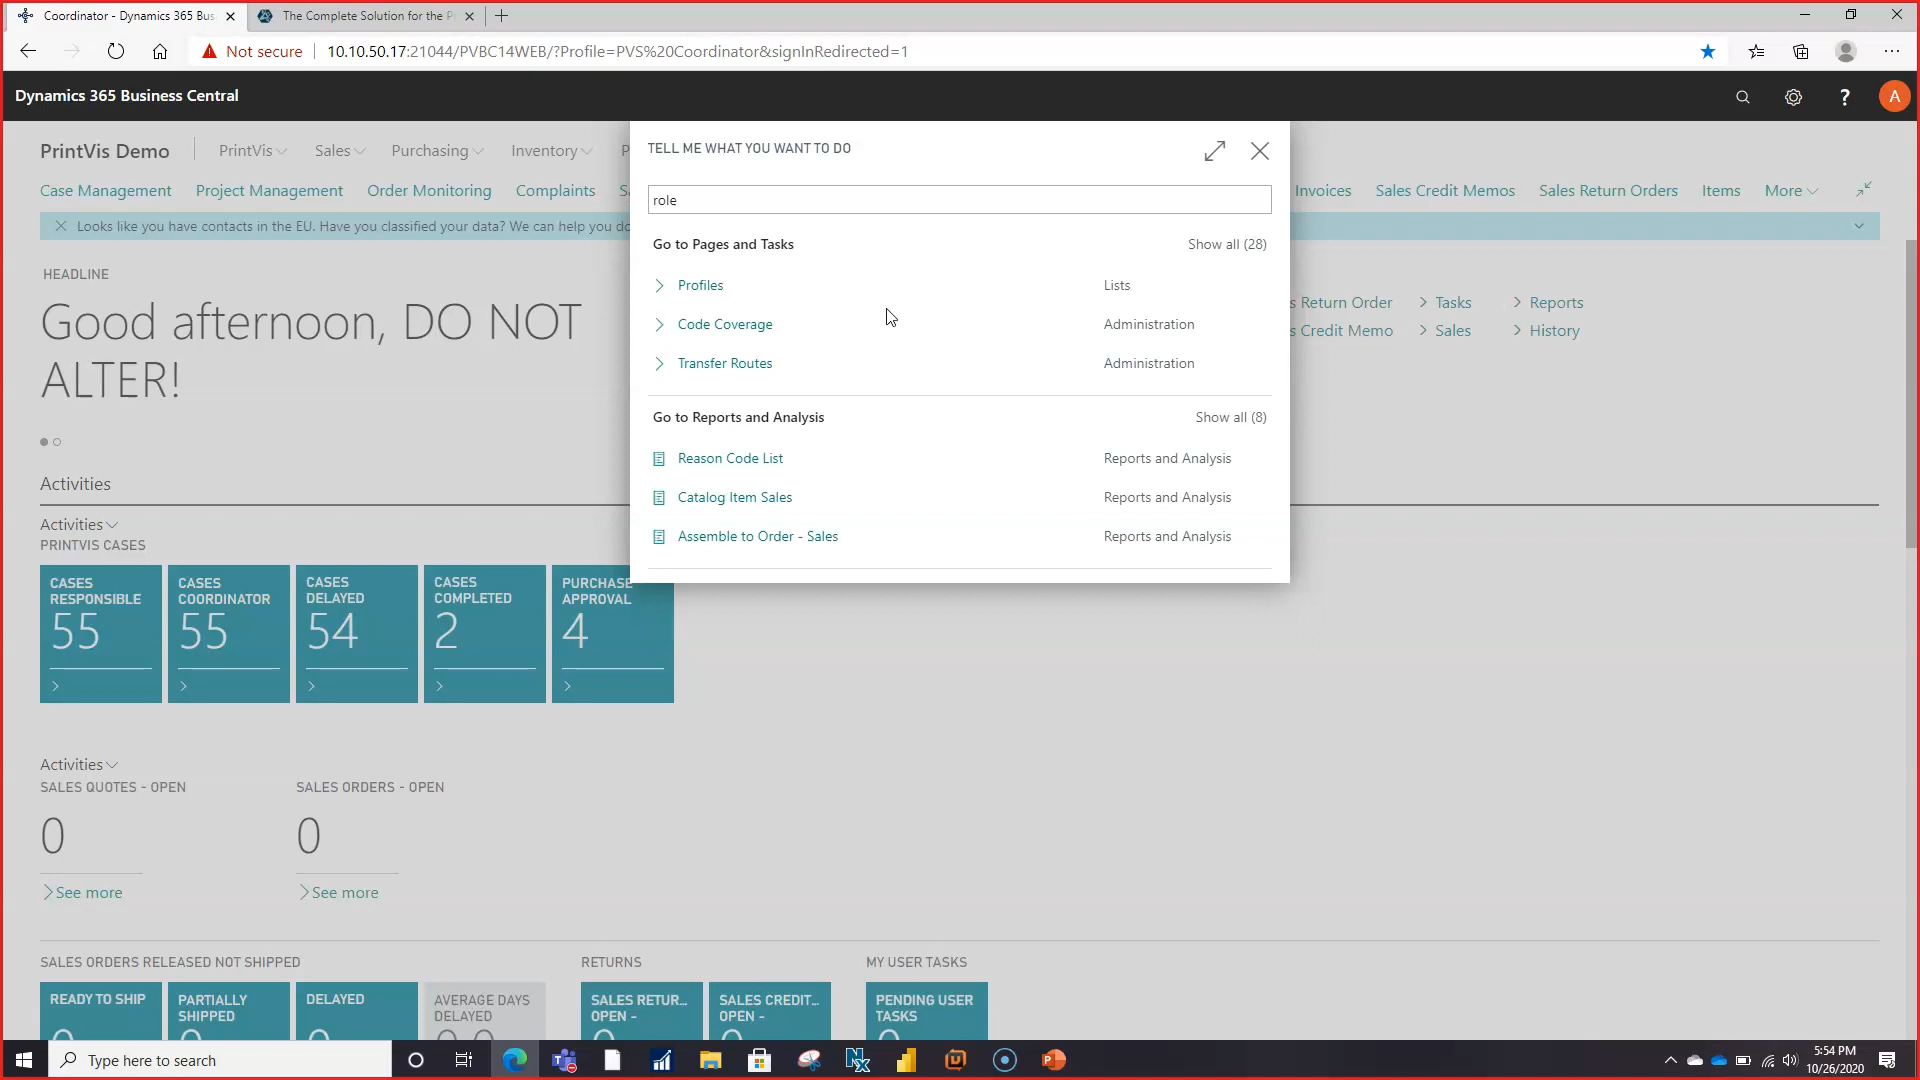 Coordinator - Dynamics 365 Bus
The Complete Solution for the P
Not secure
10.10.50.17:21044/PVBC14WEB/?Profile=PVS%20Coordinator&signInRedirected=1
Dynamics 365 Business Central
?
A
PrintVis Demo
PrintVis
Sales
Purchasing
Inventory
P
Case Management
Project Management
Order Monitoring
Complaints
Sa
Invoices
Sales Credit Memos
Sales Return Orders
Items
More
Looks like you have contacts in the EU. Have you classified your data? We can help you do
TELL ME WHAT YOU WANT TO DO
role
Go to Pages and Tasks
Show all (28)
Profiles
Lists
Code Coverage
Administration
Transfer Routes
Administration
Go to Reports and Analysis
Show all (8)
Reason Code List
Reports and Analysis
Catalog Item Sales
Reports and Analysis
Assemble to Order - Sales
Reports and Analysis
HEADLINE
Good afternoon, DO NOT
ALTER!
s Return Order
Tasks
Reports
s Credit Memo
Sales
History
Activities
Activities
PRINTVIS CASES
CASES
RESPONSIBLE
55
CASES
COORDINATOR
55
CASES
DELAYED
54
CASES
COMPLETED
2
PURCHASE
APPROVAL
4
Activities
SALES QUOTES - OPEN
SALES ORDERS - OPEN
0
0
See more
See more
SALES ORDERS RELEASED NOT SHIPPED
RETURNS
MY USER TASKS
READY TO SHIP
PARTIALLY
SHIPPED
DELAYED
AVERAGE DAYS
DELAYED
SALES RETUR...
OPEN -
SALES CREDIT...
OPEN -
PENDING USER
TASKS
Type here to search
5:54 PM
10/26/2020